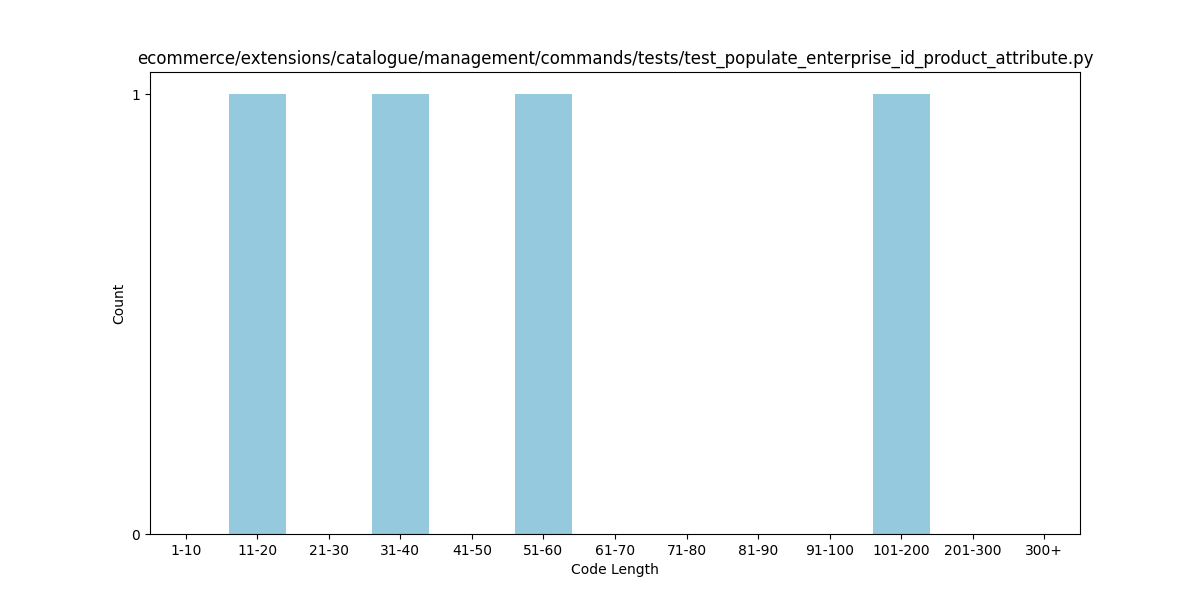 ecommerce/extensions/catalogue/management/commands/tests/test_populate_enterprise_id_product_attribute.py
1
Count
0
1-10 11-20 21-30 31-40 41-50 51-60 61-70 71-80 81-90 91-100 101-200 201-300 300+
Code Length